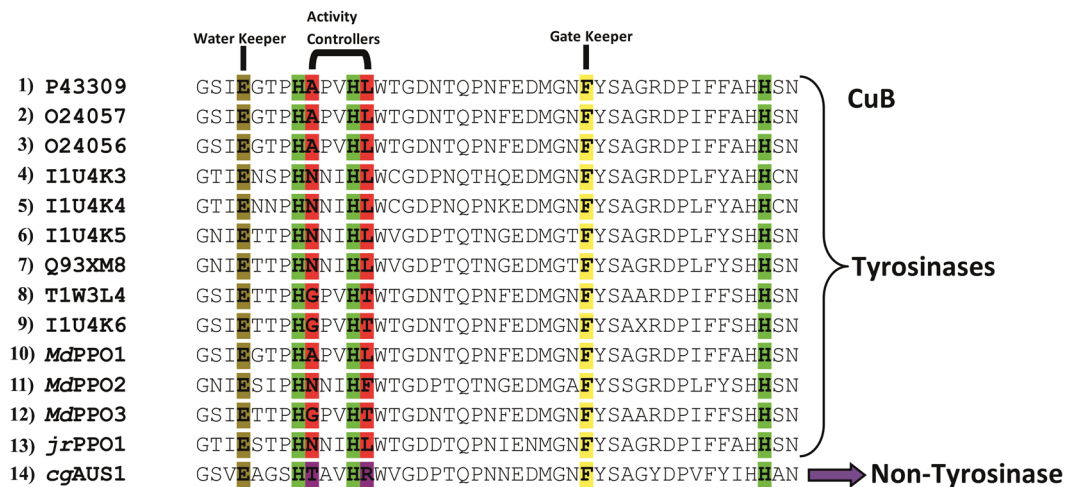 Activity
Controllers
Water Keeper
Gate Keeper
1) P43309 GSIEGTPHAPVHLWTGDNTQPNFEDMGNFYSAGRDPIFFAHHSN
CuB
2) O24057 GSIEGTPHAPVHLWTGDNTQPNFEDMGNFYSAGRDPIFFAHHSN
3) O24056 GSIEGTPHAPVHLWTGDNTQPNFEDMGNFYSAGRDPIFFAHHSN
4) I1U4K3 GTIENSPHNNIHLWCGDPNQTHQEDMGNFYSAGRDPLFYAHHCN
5) I1U4K4 GTIENNPHNNIHLWCGDPNQPNKEDMGNFYSAGRDPLFYAHHCN
6) I1U4K5 GNIETTPHNNIHLWVGDPTQTNGEDMGTFYSAGRDPLFYSHHSN
7) Q93XM8 GNIETTPHNNIHLWVGDPTQTNGEDMGTFYSAGRDPLFYSHHSN
Tyrosinases
8) T1W3L4 GSIETTPHGPVHTWTGDNTQPNFEDMGNFYSAARDPIFFSHHSN
9) I1U4K6 GSIETTPHGPVHTWTGDNTQPNFEDMGNFYSAXRDPIFFSHHSN
10) MdPPO1 GSIEGTPHAPVHLWTGDNTQPNFEDMGNFYSAGRDPIFFAHHSN
11) MdPPO2 GNIESIPHNNIHFWTGDPTQTNGEDMGAFYSSGRDPLFYSHHSN
12) MdPPO3 GSIETTPHGPVHTWTGDNTQPNFEDMGNFYSAARDPIFFSHHSN
13) jrPPO1 GTIESTPHNNIHLWTGDDTQPNIENMGNFYSAGRDPIFFAHHSN
14) cgAUS1 GSVEAGSHTAVHRWVGDPTQPNNEDMGNFYSAGYDPVFYIHHAN
Non-Tyrosinase